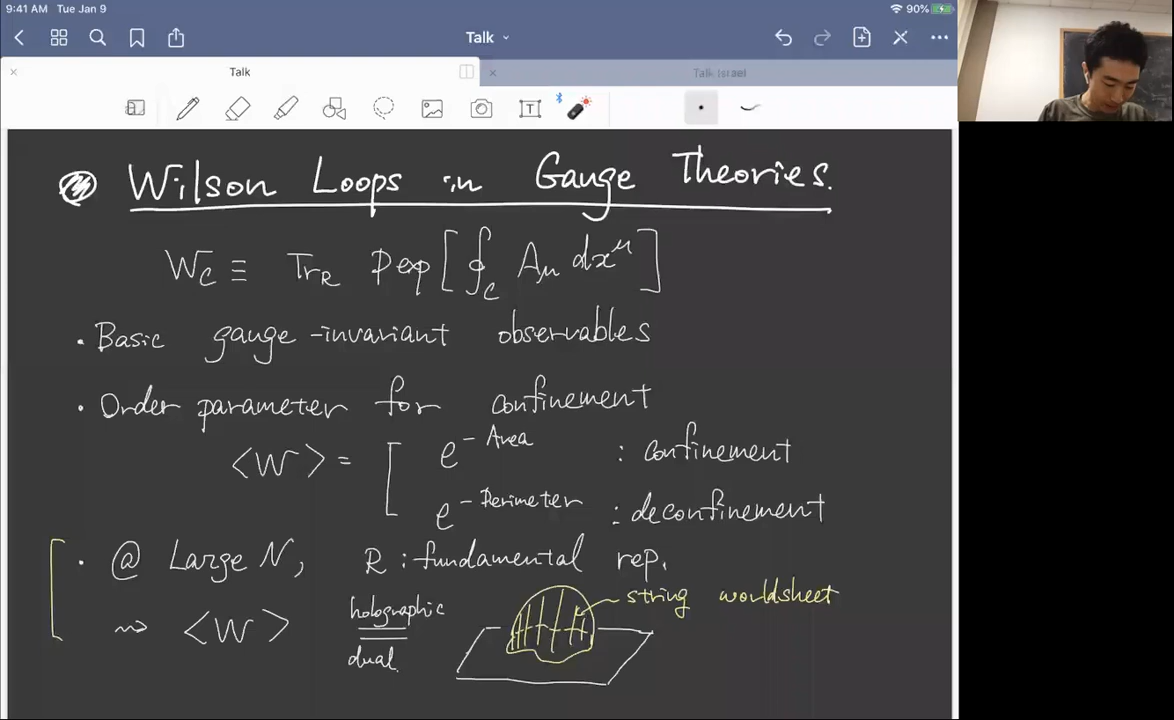 9:41 AM Tue Jan 9
90%
Talk
Talk
Talk Israel
Wilson Loops in Gauge Theories.
W_C ≡ Tr_R Pexp[∮_C A_μ dx^μ]
· Basic gauge-invariant observables
· Order parameter for confinement
<W> = [ e^{-Area} : confinement
e^{-Perimeter} : deconfinement
· @ Large N, R : fundamental rep.
⇝ <W> holographic dual.
string worldsheet